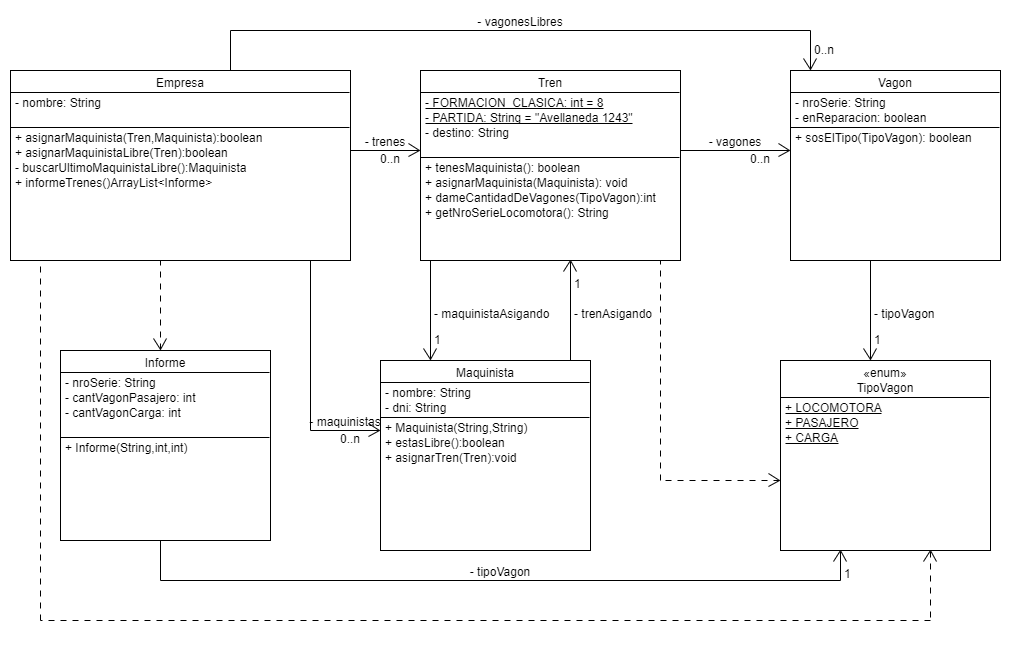 - vagonesLibres
0..n
Empresa
- nombre: String
+ asignarMaquinista(Tren,Maquinista):boolean
+ asignarMaquinistaLibre(Tren):boolean
- buscarUltimoMaquinistaLibre():Maquinista
+ informeTrenes()ArrayList<Informe>
- trenes
0..n
Tren
- FORMACION_CLASICA: int = 8
- PARTIDA: String = "Avellaneda 1243"
- destino: String
+ tenesMaquinista(): boolean
+ asignarMaquinista(Maquinista): void
+ dameCantidadDeVagones(TipoVagon):int
+ getNroSerieLocomotora(): String
- vagones
0..n
Vagon
- nroSerie: String
- enReparacion: boolean
+ sosElTipo(TipoVagon): boolean
- maquinistaAsigando
1
- trenAsigando
1
- tipoVagon
1
Informe
- nroSerie: String
- cantVagonPasajero: int
- cantVagonCarga: int
+ Informe(String,int,int)
- maquinistas
0..n
Maquinista
- nombre: String
- dni: String
+ Maquinista(String,String)
+ estasLibre():boolean
+ asignarTren(Tren):void
«enum»
TipoVagon
+ LOCOMOTORA
+ PASAJERO
+ CARGA
- tipoVagon
1